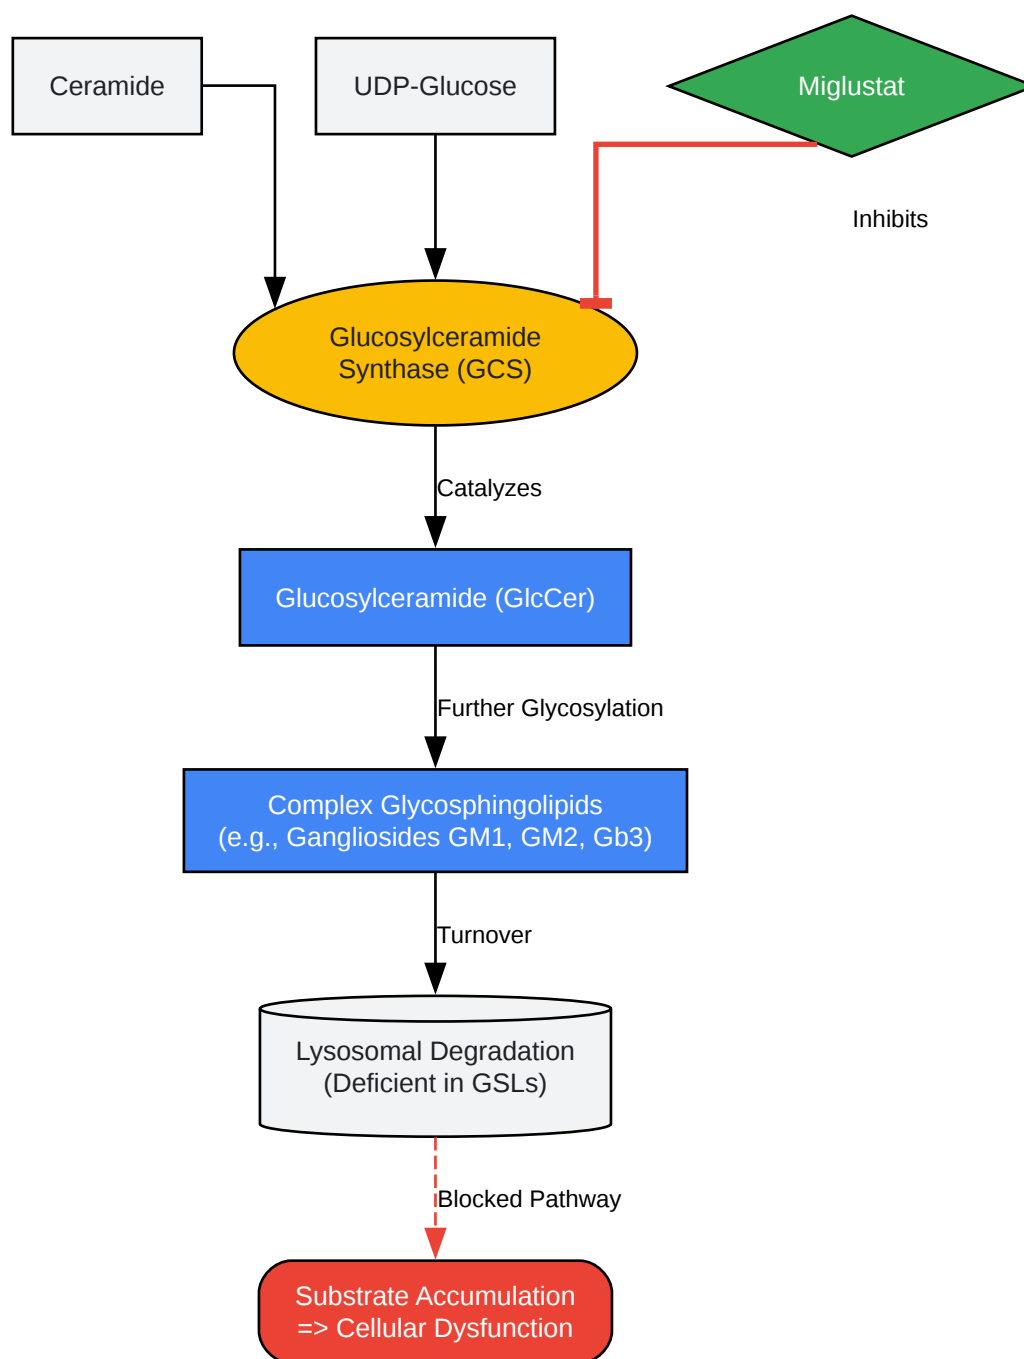 Ceramide
UDP-Glucose
Miglustat
Inhibits
Glucosylceramide
Synthase (GCS)
Catalyzes
Glucosylceramide (GlcCer)
Further Glycosylation
Complex Glycosphingolipids
(e.g., Gangliosides GM1, GM2, Gb3)
Turnover
Lysosomal Degradation
(Deficient in GSLs)
Blocked Pathway
Substrate Accumulation
=> Cellular Dysfunction